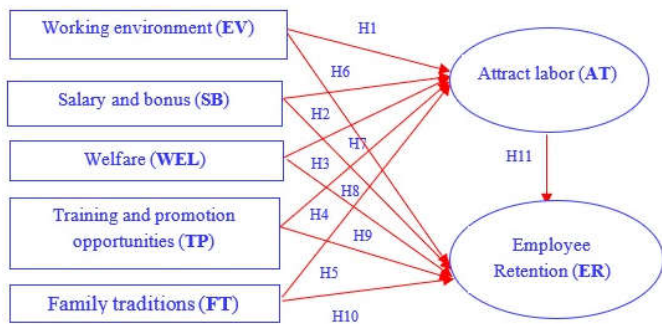 Working environment (EV)
Salary and bonus (SB)
Welfare (WEL)
Training and promotion
opportunities (TP)
Family traditions (FT)
H1
H6
H2
H7
H3
H8
H4
H9
H5
H10
Attract labor (AT)
H11
Employee
Retention (ER)